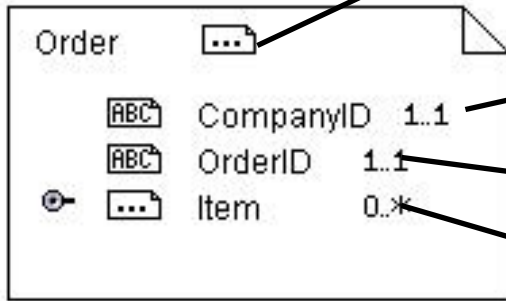 Order ...
ABC CompanyID 1..1
ABC OrderID 1..1
... Item 0..*